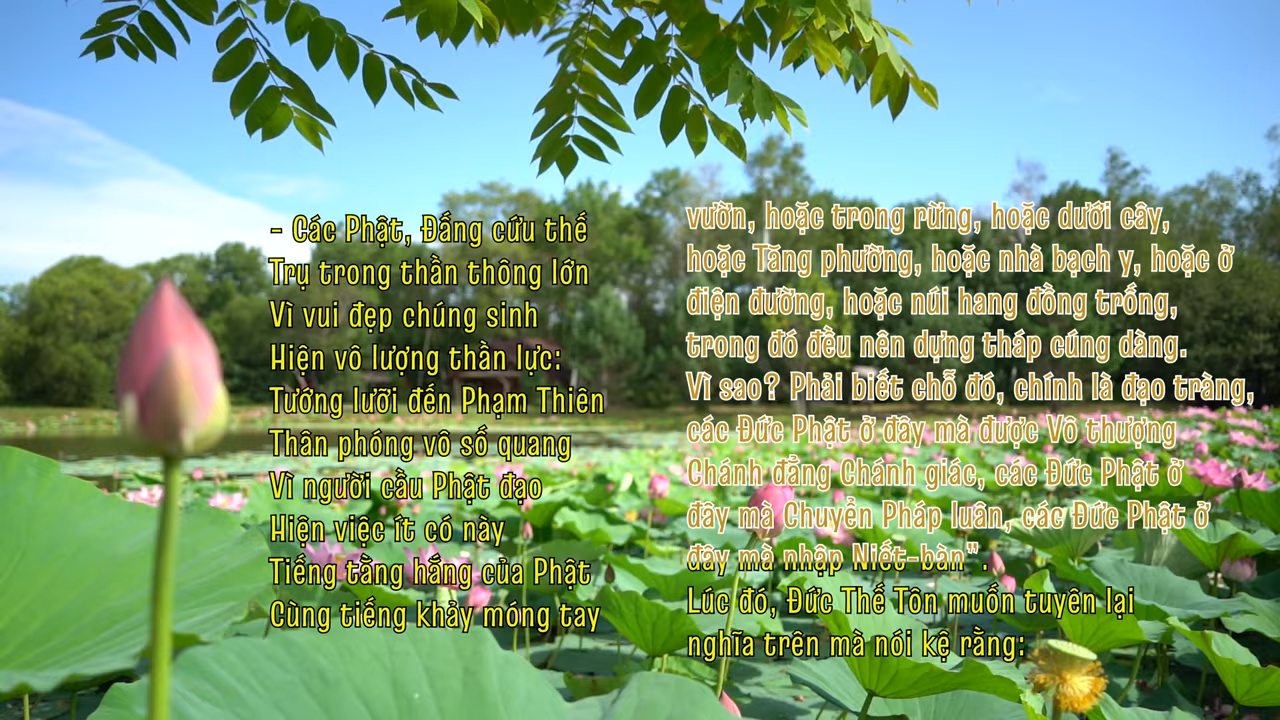 - Các Phật, Đấng cứu thế
Trụ trong thần thông lớn
Vì vui đẹp chúng sinh
Hiện vô lượng thần lực:
Tướng lưỡi đến Phạm Thiên
Thân phóng vô số quang
Vì người cầu Phật đạo
Hiện việc ít có này
Tiếng tằng hắng của Phật
Cùng tiếng khảy móng tay
vườn, hoặc trong rừng, hoặc dưới cây,
hoặc Tăng phường, hoặc nhà bạch y, hoặc ở
điện đường, hoặc núi hang đồng trống,
trong đó đều nên dựng tháp cúng dàng.
Vì sao? Phải biết chỗ đó, chính là đạo tràng,
các Đức Phật ở đây mà được Vô thượng
Chánh đẳng Chánh giác, các Đức Phật ở
đây mà Chuyển Pháp luân, các Đức Phật ở
đây mà nhập Niết-bàn”.
Lúc đó, Đức Thế Tôn muốn tuyên lại
nghĩa trên mà nói kệ rằng: